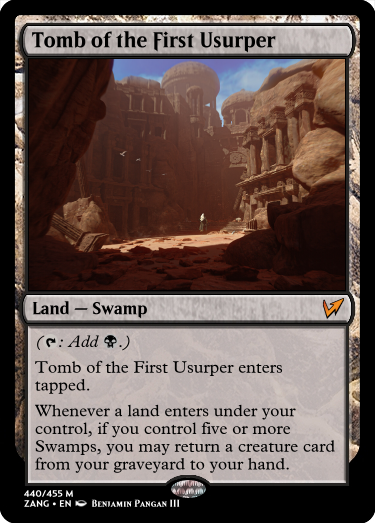 Tomb of the First Usurper
Land — Swamp
(: Add .)
Tomb of the First Usurper enters
tapped.
Whenever a land enters under your
control, if you control five or more
Swamps, you may return a creature card
from your graveyard to your hand.
440/455 M
ZANG • EN Benjamin Pangan III